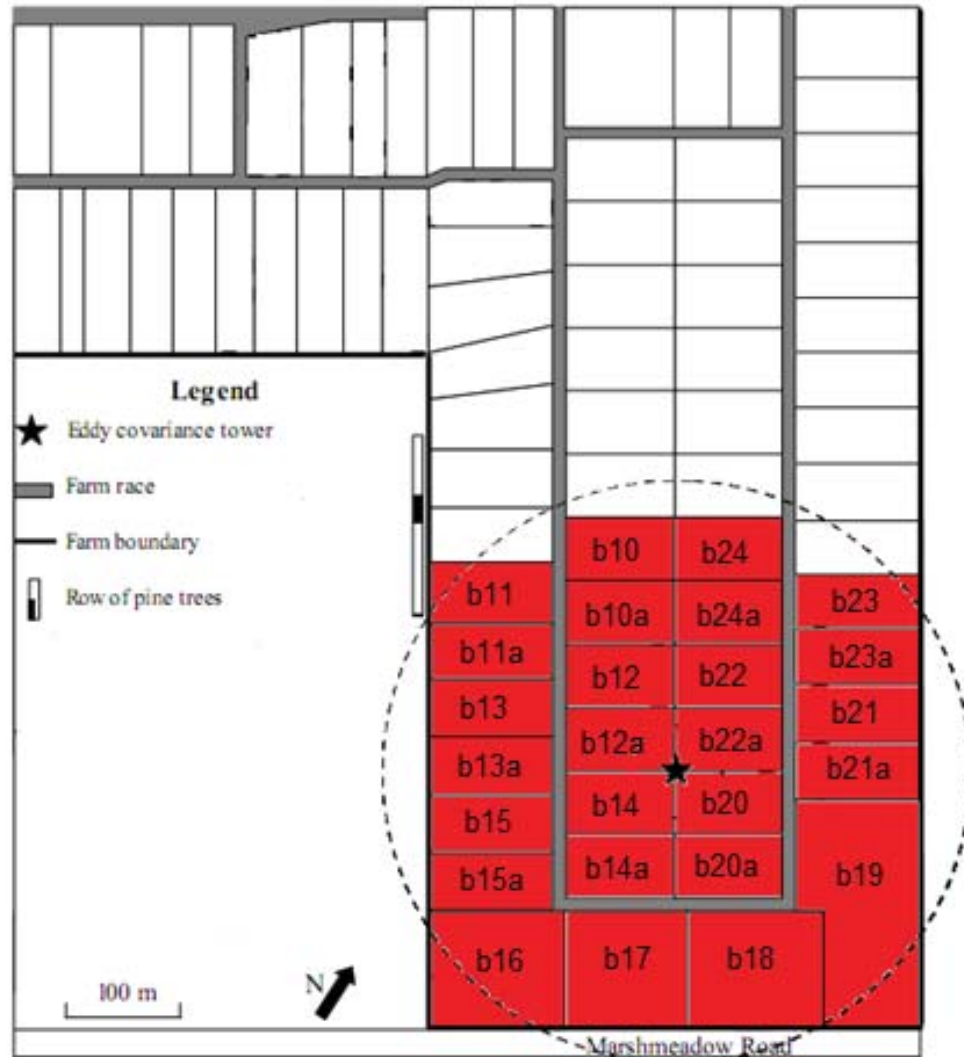 Legend
Eddy covariance tower
Farm race
Farm boundary
Row of pine trees
b10 b24
b11 b10a b24a b23
b11a b12 b22 b23a
b13 b12a b22a b21
b13a b21a
b15 b14 b20
b15a b14a b20a b19
b16 b17 b18
N
100 m
Marshmeadow Road